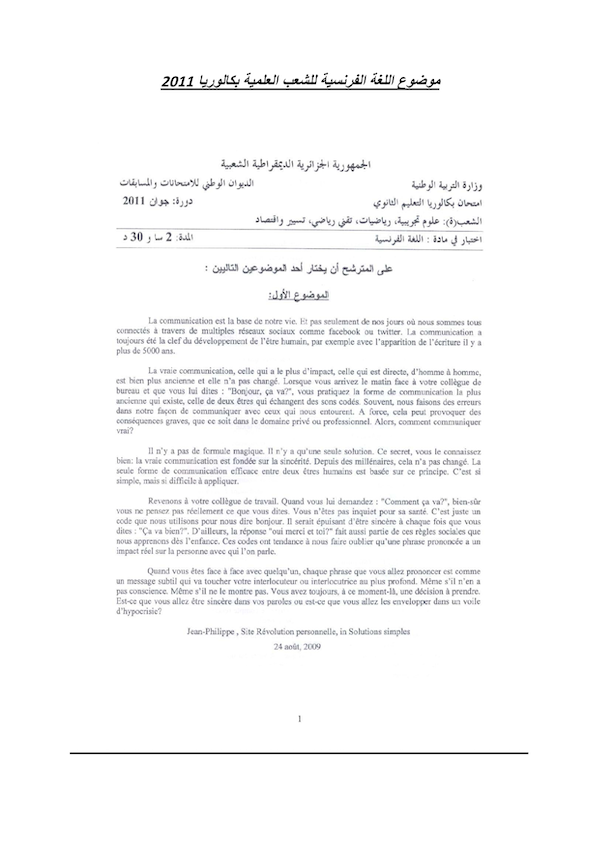 موضوع اللغة الفرنسية للشعب العلمية بكالوريا 2011
الجمهورية الجزائرية الديمقراطية الشعبية
وزارة التربية الوطنية الديوان الوطني للامتحانات والمسابقات
امتحان بكالوريا التعليم الثانوي دورة: جوان 2011
الشعب(ة): علوم تجريبية، رياضيات، تقني رياضي، تسيير واقتصاد
اختبار في مادة : اللغة الفرنسية المدة: 2 سا و 30 د
على المترشح أن يختار أحد الموضوعين التاليين :
الموضوع الأول:
La communication est la base de notre vie. Et pas seulement de nos jours où nous sommes tous
connectés à travers de multiples réseaux sociaux comme facebook ou twitter. La communication a
toujours été la clef du développement de l'être humain, par exemple avec l'apparition de l'écriture il y a
plus de 5000 ans.
La vraie communication, celle qui a le plus d'impact, celle qui est directe, d'homme à homme,
est bien plus ancienne et elle n'a pas changé. Lorsque vous arrivez le matin face à votre collègue de
bureau et que vous lui dites : "Bonjour, ça va?", vous pratiquez la forme de communication la plus
ancienne qui existe, celle de deux êtres qui échangent des sons codés. Souvent, nous faisons des erreurs
dans notre façon de communiquer avec ceux qui nous entourent. A force, cela peut provoquer des
conséquences graves, que ce soit dans le domaine privé ou professionnel. Alors, comment communiquer
vrai?
Il n'y a pas de formule magique. Il n'y a qu'une seule solution. Ce secret, vous le connaissez
bien: la vraie communication est fondée sur la sincérité. Depuis des millénaires, cela n'a pas changé. La
seule forme de communication efficace entre deux êtres humains est basée sur ce principe. C'est si
simple, mais si difficile à appliquer.
Revenons à votre collègue de travail. Quand vous lui demandez : "Comment ça va?", bien-sûr
vous ne pensez pas réellement ce que vous dites. Vous n'êtes pas inquiet pour sa santé. C'est juste un
code que nous utilisons pour nous dire bonjour. Il serait épuisant d'être sincère à chaque fois que vous
dites : "Ça va bien?". D'ailleurs, la réponse "oui merci et toi?" fait aussi partie de ces règles sociales que
nous apprenons dès l'enfance. Ces codes ont tendance à nous faire oublier qu'une phrase prononcée a un
impact réel sur la personne avec qui l'on parle.
Quand vous êtes face à face avec quelqu'un, chaque phrase que vous allez prononcer est comme
un message subtil qui va toucher votre interlocuteur ou interlocutrice au plus profond. Même s'il n'en a
pas conscience. Même s'il ne le montre pas. Vous avez toujours, à ce moment-là, une décision à prendre.
Est-ce que vous allez être sincère dans vos paroles ou est-ce que vous allez les envelopper dans un voile
d'hypocrisie?
Jean-Philippe , Site Révolution personnelle, in Solutions simples
24 août, 2009
1